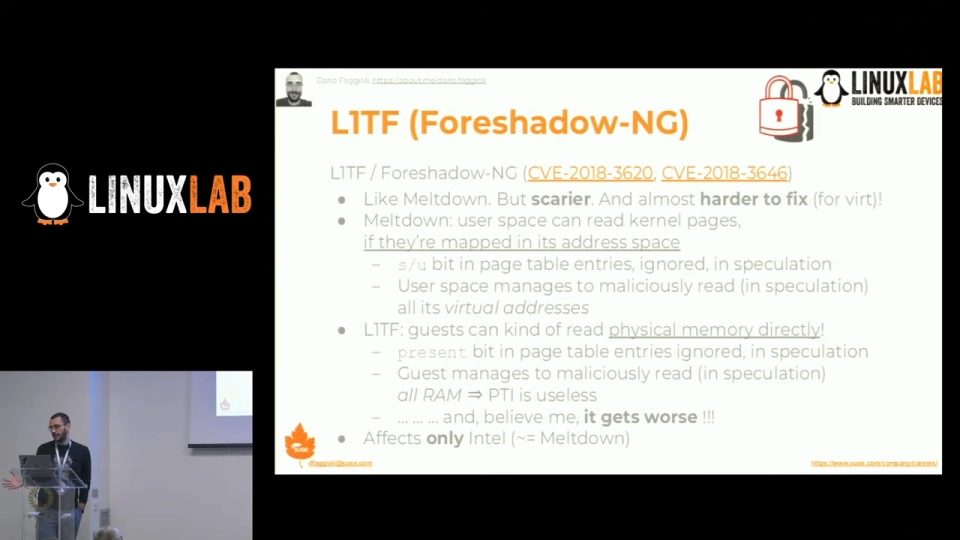 Dario Faggioli https://about.me/dario.faggioli
LINUXLAB
BUILDING SMARTER DEVICES
L1TF (Foreshadow-NG)
L1TF / Foreshadow-NG (CVE-2018-3620, CVE-2018-3646)
● Like Meltdown. But scarier. And almost harder to fix (for virt)!
● Meltdown: user space can read kernel pages,
if they're mapped in its address space
– s/u bit in page table entries, ignored, in speculation
– User space manages to maliciously read (in speculation)
all its virtual addresses
● L1TF: guests can kind of read physical memory directly!
– present bit in page table entries ignored, in speculation
– Guest manages to maliciously read (in speculation)
all RAM ⇒ PTI is useless
– ... ... ... and, believe me, it gets worse !!!
● Affects only Intel (~= Meltdown)
dfaggioli@suse.com
https://www.suse.com/company/careers/
LINUXLAB